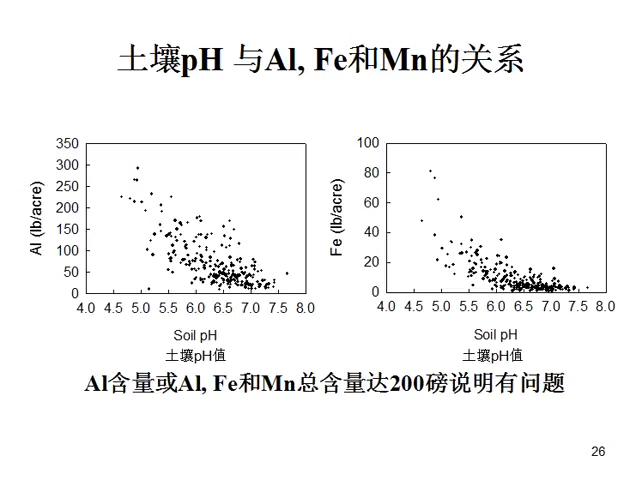 土壤pH 与Al, Fe和Mn的关系
Al (lb/acre)
350
300
250
200
150
100
50
0
4.0 4.5 5.0 5.5 6.0 6.5 7.0 7.5 8.0
Soil pH
土壤pH值
Fe (lb/acre)
100
80
60
40
20
0
4.0 4.5 5.0 5.5 6.0 6.5 7.0 7.5 8.0
Soil pH
土壤pH值
Al含量或Al, Fe和Mn总含量达200磅说明有问题
26